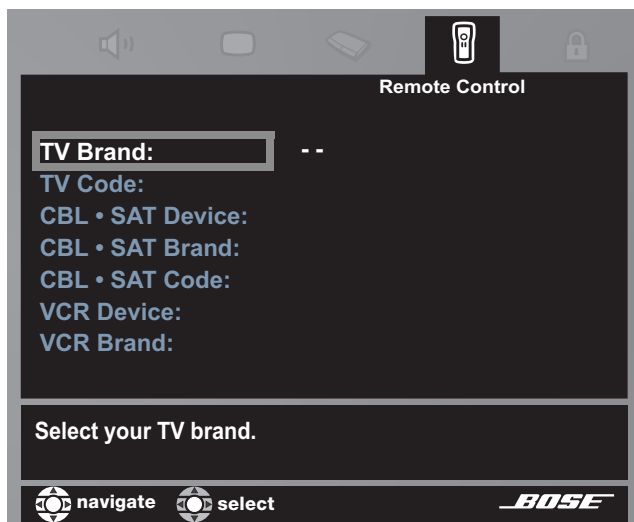 Remote Control
TV Brand: - -
TV Code:
CBL • SAT Device:
CBL • SAT Brand:
CBL • SAT Code:
VCR Device:
VCR Brand:
Select your TV brand.
navigate select BOSE